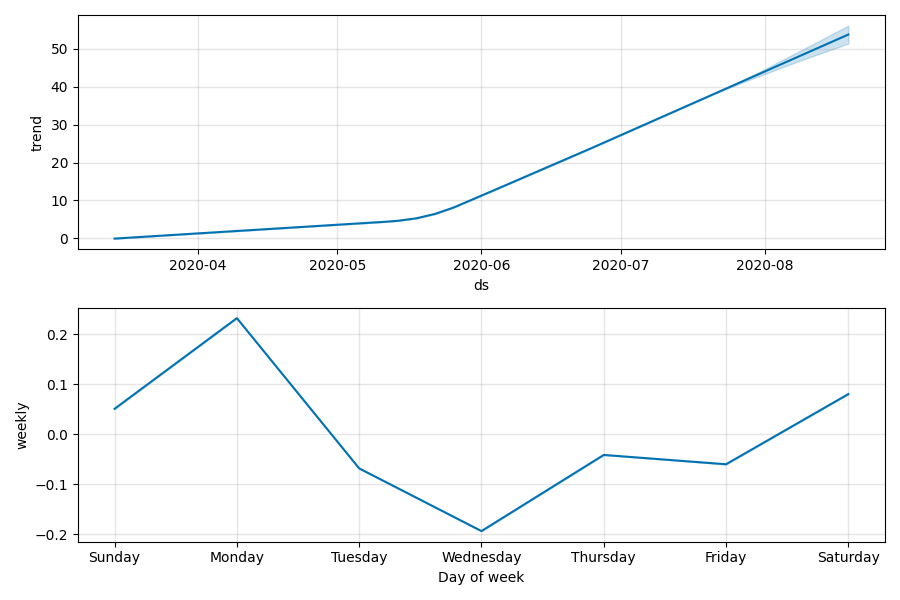 50
40
30
20
10
0
trend
2020-04 2020-05 2020-06 2020-07 2020-08
ds
0.2
0.1
0.0
−0.1
−0.2
weekly
Sunday Monday Tuesday Wednesday Thursday Friday Saturday
Day of week